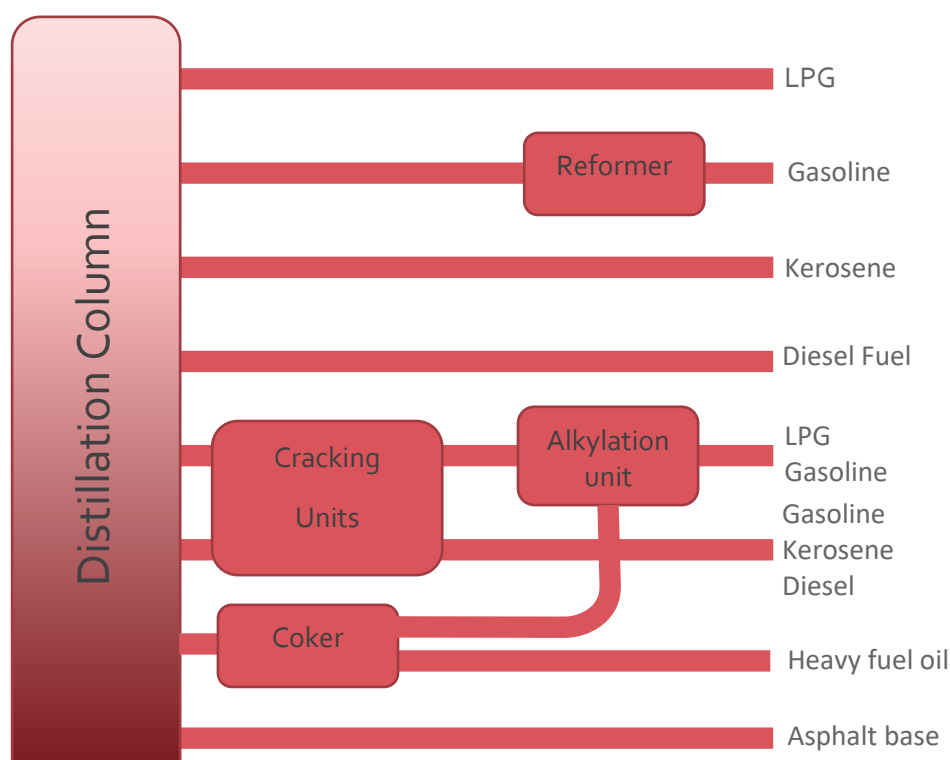 Distillation Column
LPG
Reformer
Gasoline
Kerosene
Diesel Fuel
Cracking
Units
Alkylation
unit
LPG
Gasoline
Gasoline
Kerosene
Diesel
Coker
Heavy fuel oil
Asphalt base